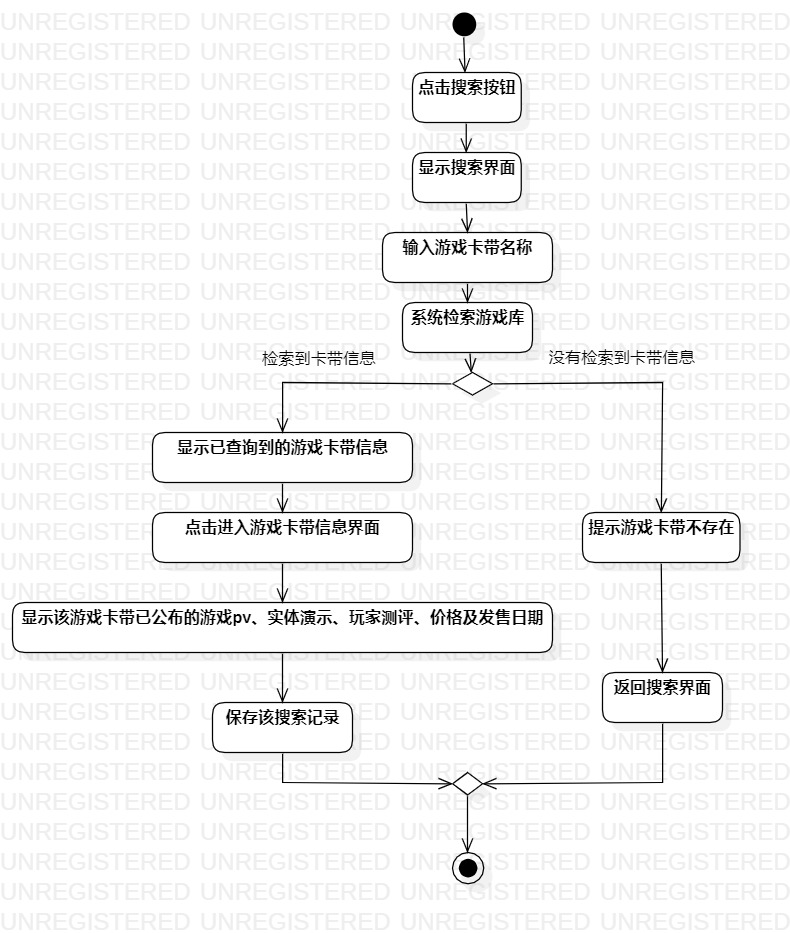 UNREGISTERED UNREGISTERED UNREGISTERED UNREGISTERED
点击搜索按钮
显示搜索界面
输入游戏卡带名称
系统检索游戏库
检索到卡带信息
没有检索到卡带信息
显示已查询到的游戏卡带信息
点击进入游戏卡带信息界面
提示游戏卡带不存在
显示该游戏卡带已公布的游戏pv、实体演示、玩家测评、价格及发售日期
返回搜索界面
保存该搜索记录